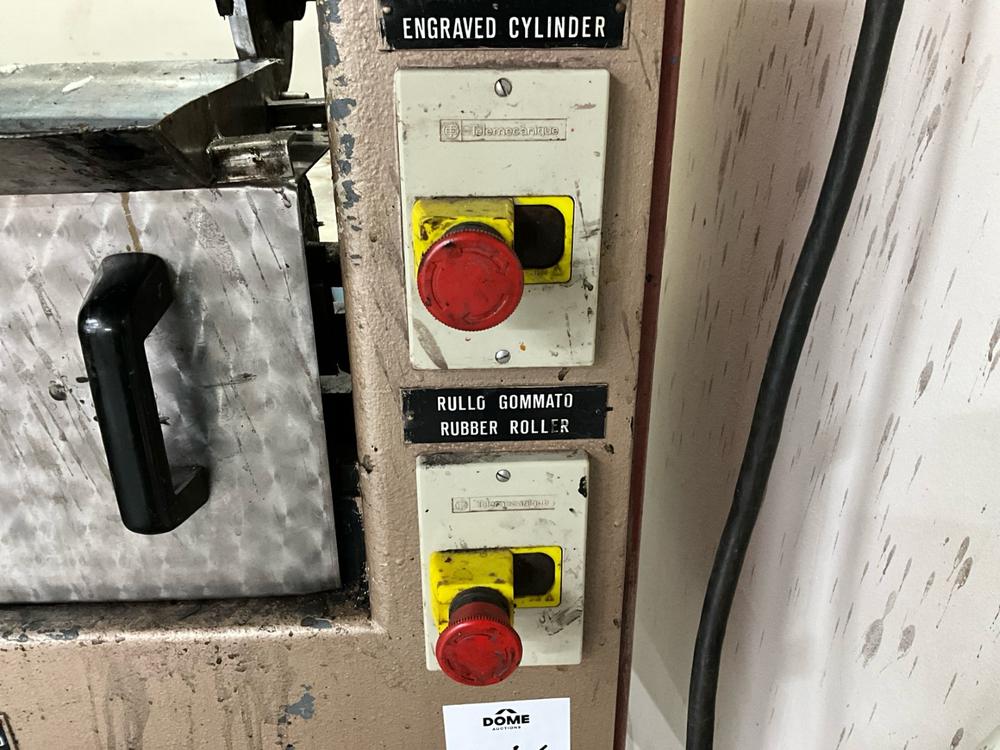 ENGRAVED CYLINDER
Telemecanique
RULLO GOMMATO
RUBBER ROLLER
Telemecanique
DOME
AUCTIONS